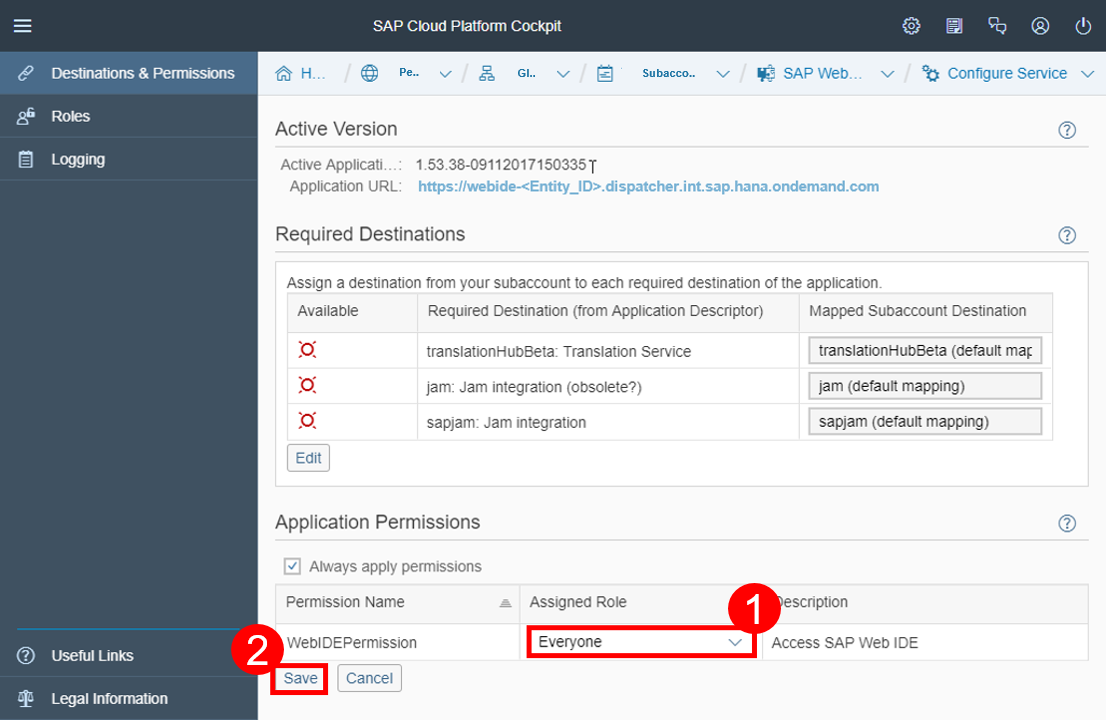 SAP Cloud Platform Cockpit
Destinations & Permissions
Roles
Logging
Useful Links
Legal Information
H... / Pe.. / Gl.. / Subacco.. / SAP Web... / Configure Service
Active Version
Active Applicati...: 1.53.38-09112017150335
Application URL: https://webide-<Entity_ID>.dispatcher.int.sap.hana.ondemand.com
Required Destinations
Assign a destination from your subaccount to each required destination of the application.
Available Required Destination (from Application Descriptor) Mapped Subaccount Destination
translationHubBeta: Translation Service translationHubBeta (default map
jam: Jam integration (obsolete?) jam (default mapping)
sapjam: Jam integration sapjam (default mapping)
Edit
Application Permissions
Always apply permissions
Permission Name Assigned Role Description
1
WebIDEPermission Everyone Access SAP Web IDE
2
Save Cancel